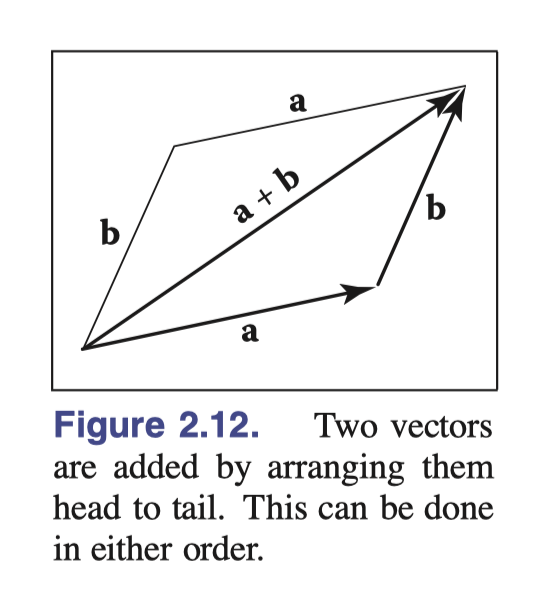 a
a + b
b
b
a
Figure 2.12. Two vectors
are added by arranging them
head to tail. This can be done
in either order.